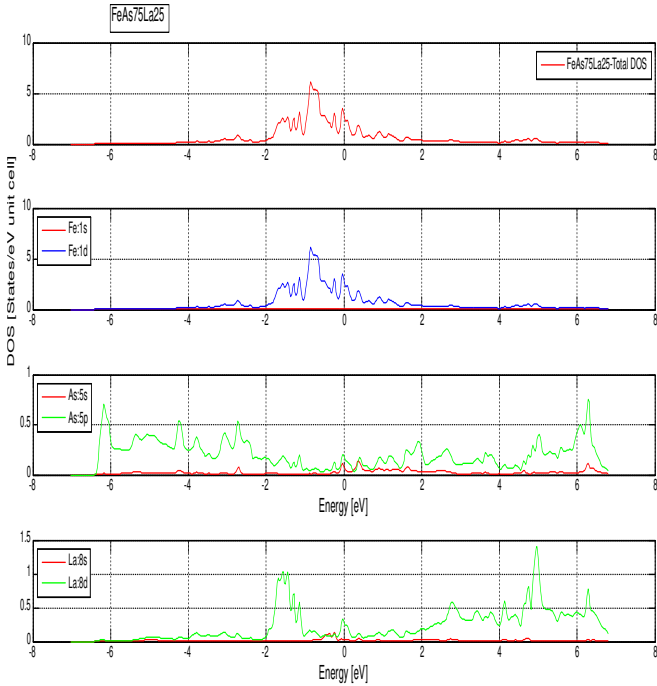 FeAs75La25
10
5
0
-8 -6 -4 -2 0 2 4 6 8
FeAs75La25-Total DOS
DOS [States/eV unit cell]
10
5
0
-8 -6 -4 -2 0 2 4 6 8
Fe:1s
Fe:1d
1
0.5
0
-8 -6 -4 -2 0 2 4 6 8
As:5s
As:5p
Energy [eV]
1.5
1
0.5
0
-8 -6 -4 -2 0 2 4 6 8
La:8s
La:8d
Energy [eV]